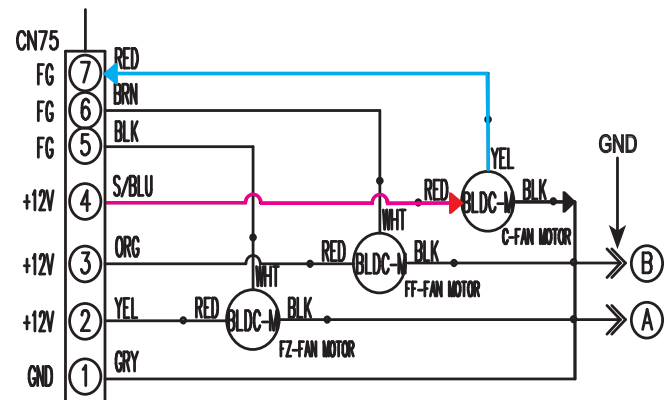 CN75
FG 7 RED
FG 6 BRN
FG 5 BLK
YEL
GND
+12V 4 S/BLU RED BLDC-M BLK
WHT
C-FAN MOTOR
+12V 3 ORG RED BLDC-M BLK B
WHT
FF-FAN MOTOR
+12V 2 YEL RED BLDC-M BLK A
FZ-FAN MOTOR
GND 1 GRY